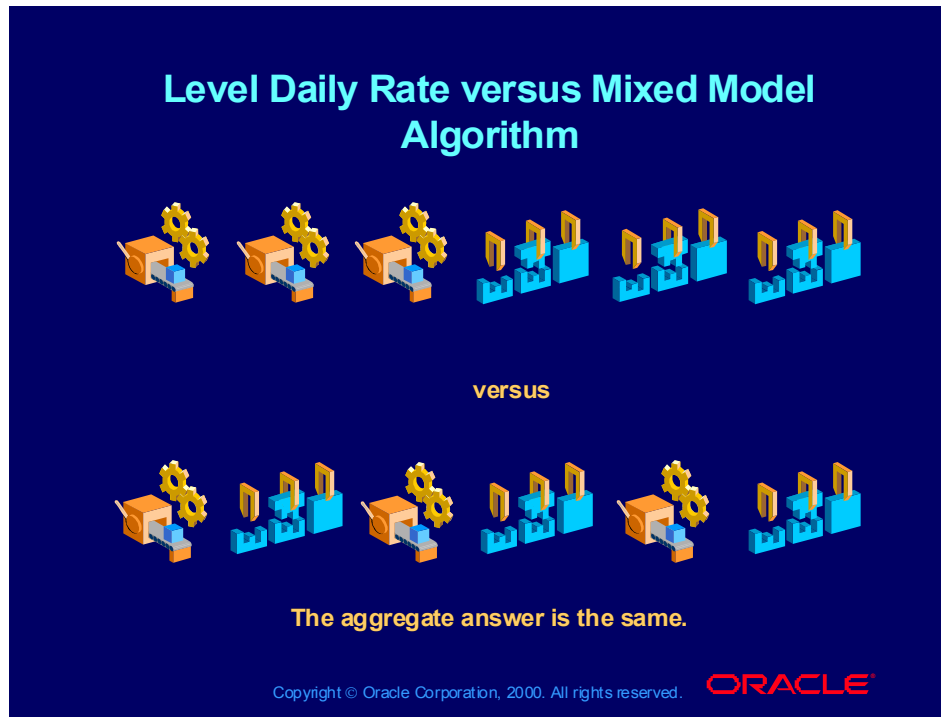 Level Daily Rate versus Mixed Model
Algorithm
versus
The aggregate answer is the same.
Copyright © Oracle Corporation, 2000. All rights reserved.
ORACLE®